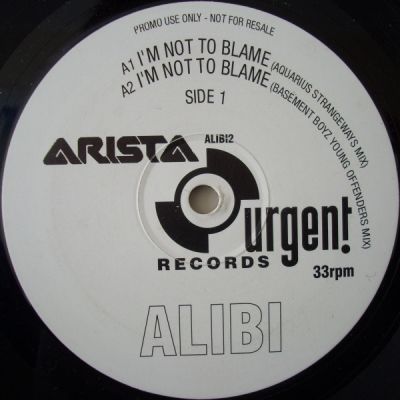 PROMO USE ONLY - NOT FOR RESALE
A1 I'M NOT TO BLAME (AQUARIUS STRANGEWAYS MIX)
A2 I'M NOT TO BLAME (BASEMENT BOYZ YOUNG OFFENDERS MIX)
SIDE 1
ARISTA
ALIBI2
urgent!
RECORDS
33rpm
ALIBI